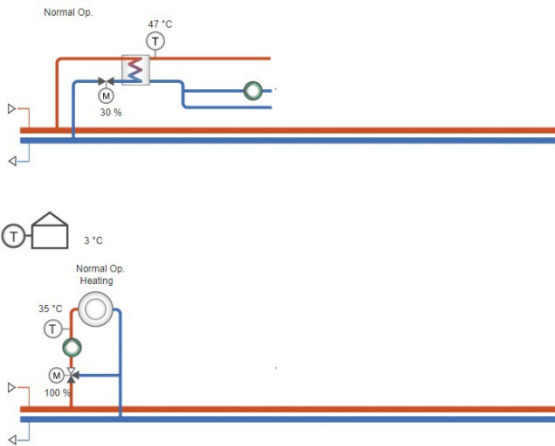 Normal Op.
47 °C
T
M
30 %
T
3 °C
Normal Op.
Heating
35 °C
T
M
100 %